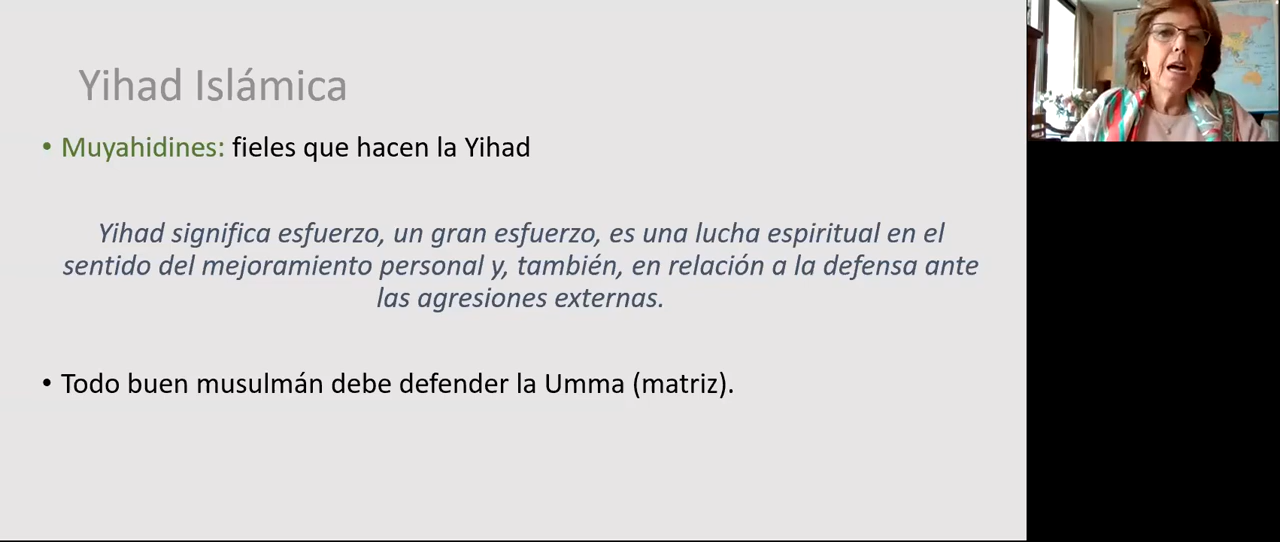 Yihad Islámica
• Muyahidines: fieles que hacen la Yihad
Yihad significa esfuerzo, un gran esfuerzo, es una lucha espiritual en el
sentido del mejoramiento personal y, también, en relación a la defensa ante
las agresiones externas.
• Todo buen musulmán debe defender la Umma (matriz).